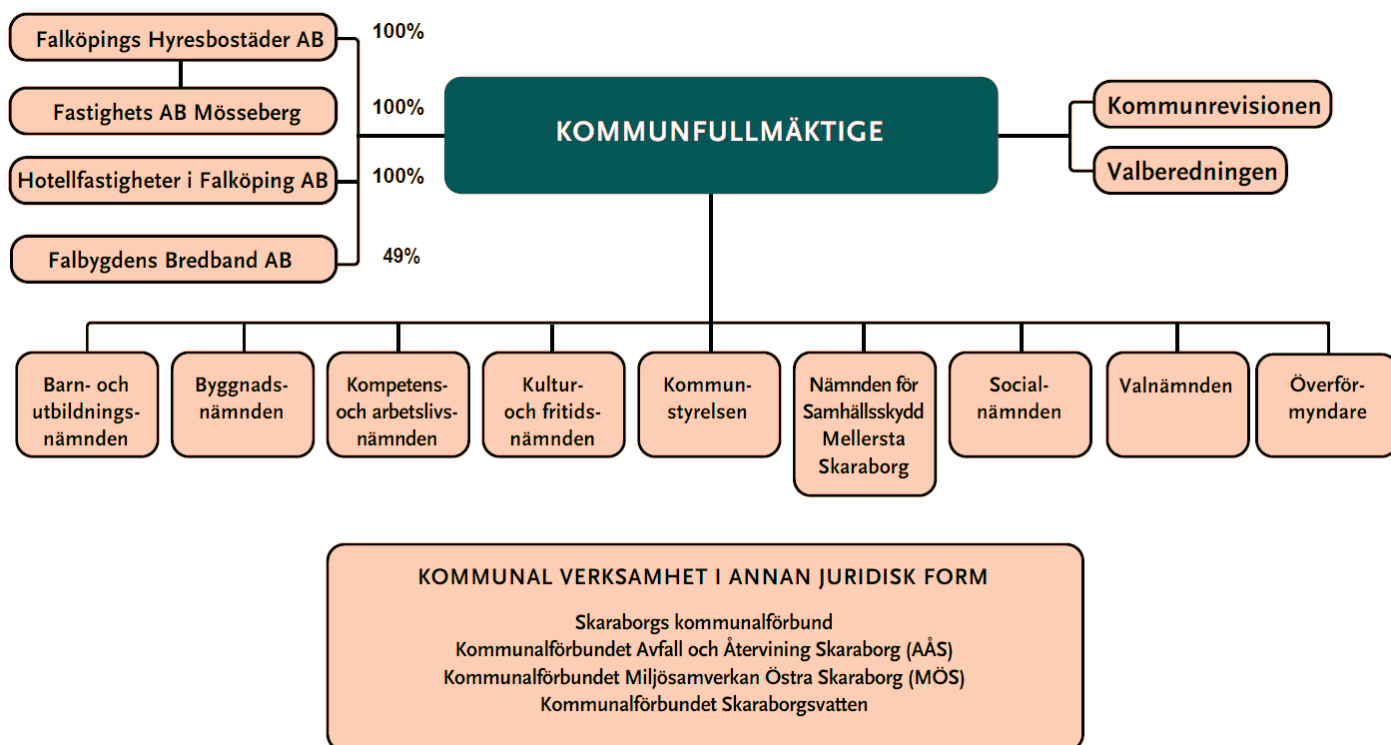 Falköpings Hyresbostäder AB
100%
Fastighets AB Mösseberg
100%
Hotellfastigheter i Falköping AB
100%
Falbygdens Bredband AB
49%
KOMMUNFULLMÄKTIGE
Kommunrevisionen
Valberedningen
Barn- och
utbildnings-
nämnden
Byggnads-
nämnden
Kompetens-
och arbetslivs-
nämnden
Kultur-
och fritids-
nämnden
Kommun-
styrelsen
Nämnden för
Samhällsskydd
Mellersta
Skaraborg
Social-
nämnden
Valnämnden
Överför-
myndare
KOMMUNAL VERKSAMHET I ANNAN JURIDISK FORM
Skaraborgs kommunalförbund
Kommunalförbundet Avfall och Återvining Skaraborg (AÅS)
Kommunalförbundet Miljösamverkan Östra Skaraborg (MÖS)
Kommunalförbundet Skaraborgsvatten